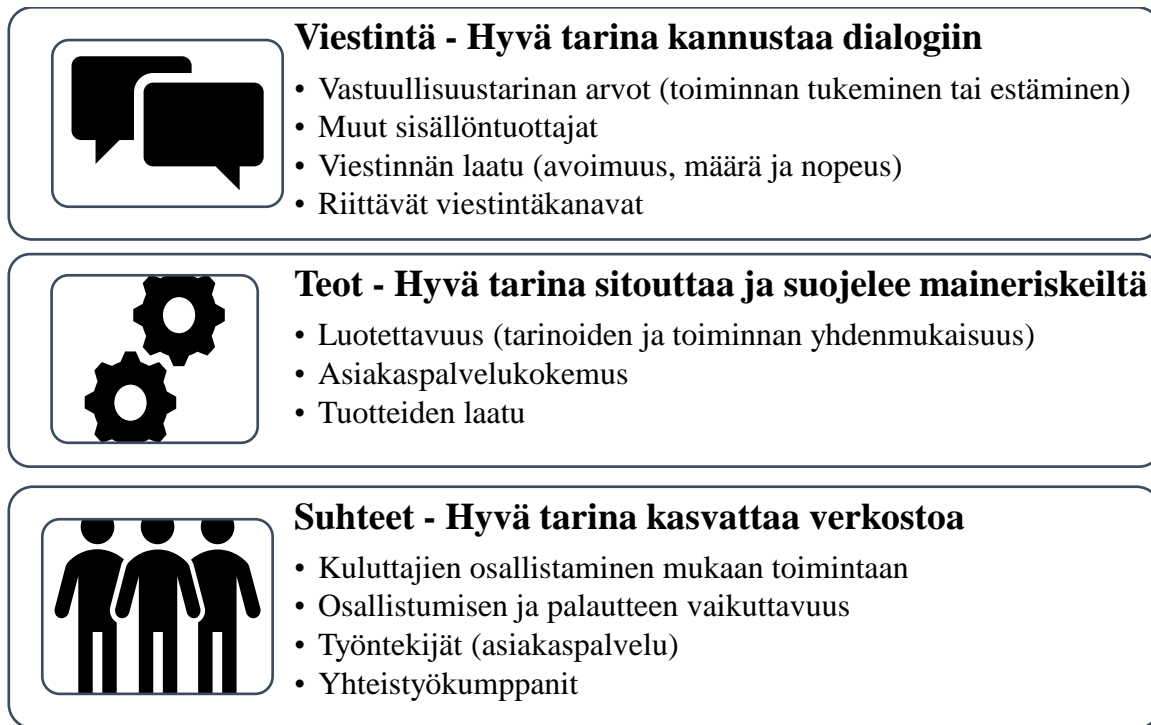 Viestintä - Hyvä tarina kannustaa dialogiin
• Vastuullisuustarinan arvot (toiminnan tukeminen tai estäminen)
• Muut sisällöntuottajat
• Viestinnän laatu (avoimuus, määrä ja nopeus)
• Riittävät viestintäkanavat
Teot - Hyvä tarina sitouttaa ja suojelee maineriskeiltä
• Luotettavuus (tarinoiden ja toiminnan yhdenmukaisuus)
• Asiakaspalvelukokemus
• Tuotteiden laatu
Suhteet - Hyvä tarina kasvattaa verkostoa
• Kuluttajien osallistaminen mukaan toimintaan
• Osallistumisen ja palautteen vaikuttavuus
• Työntekijät (asiakaspalvelu)
• Yhteistyökumppanit